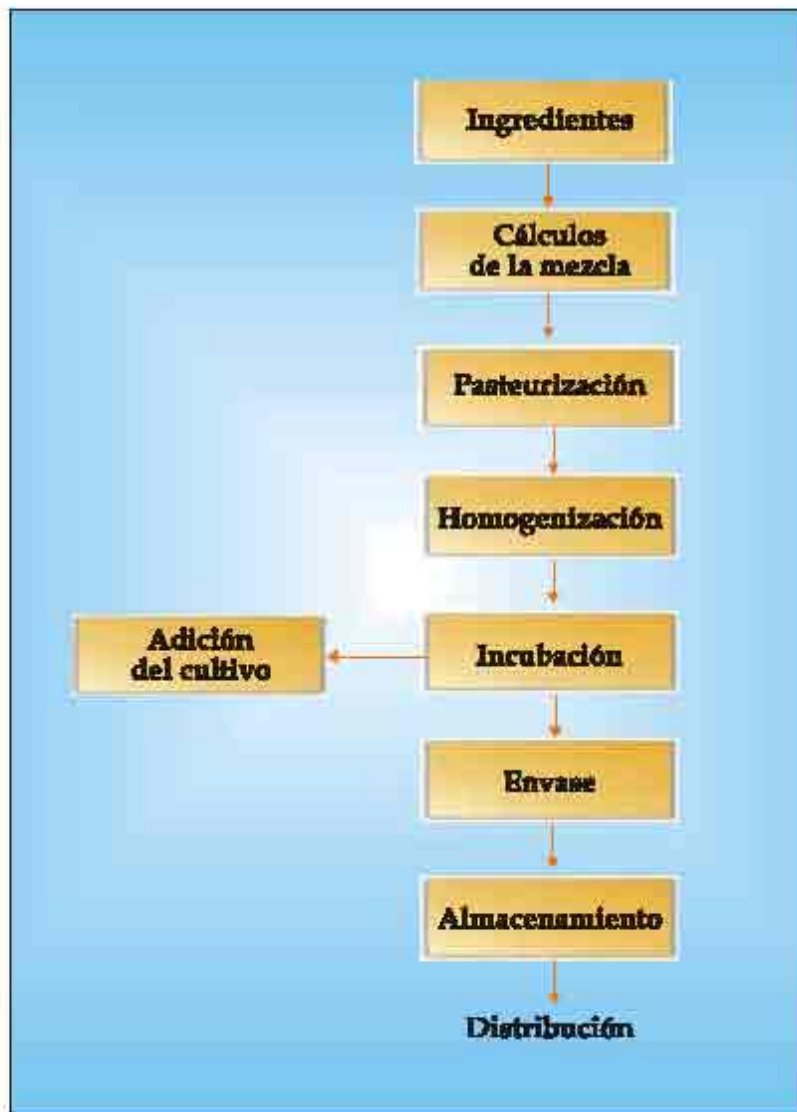 Ingredientes
Cálculos
de la mezcla
Pasteurización
Homogenización
Adición
del cultivo
Incubación
Envase
Almacenamiento
Distribución